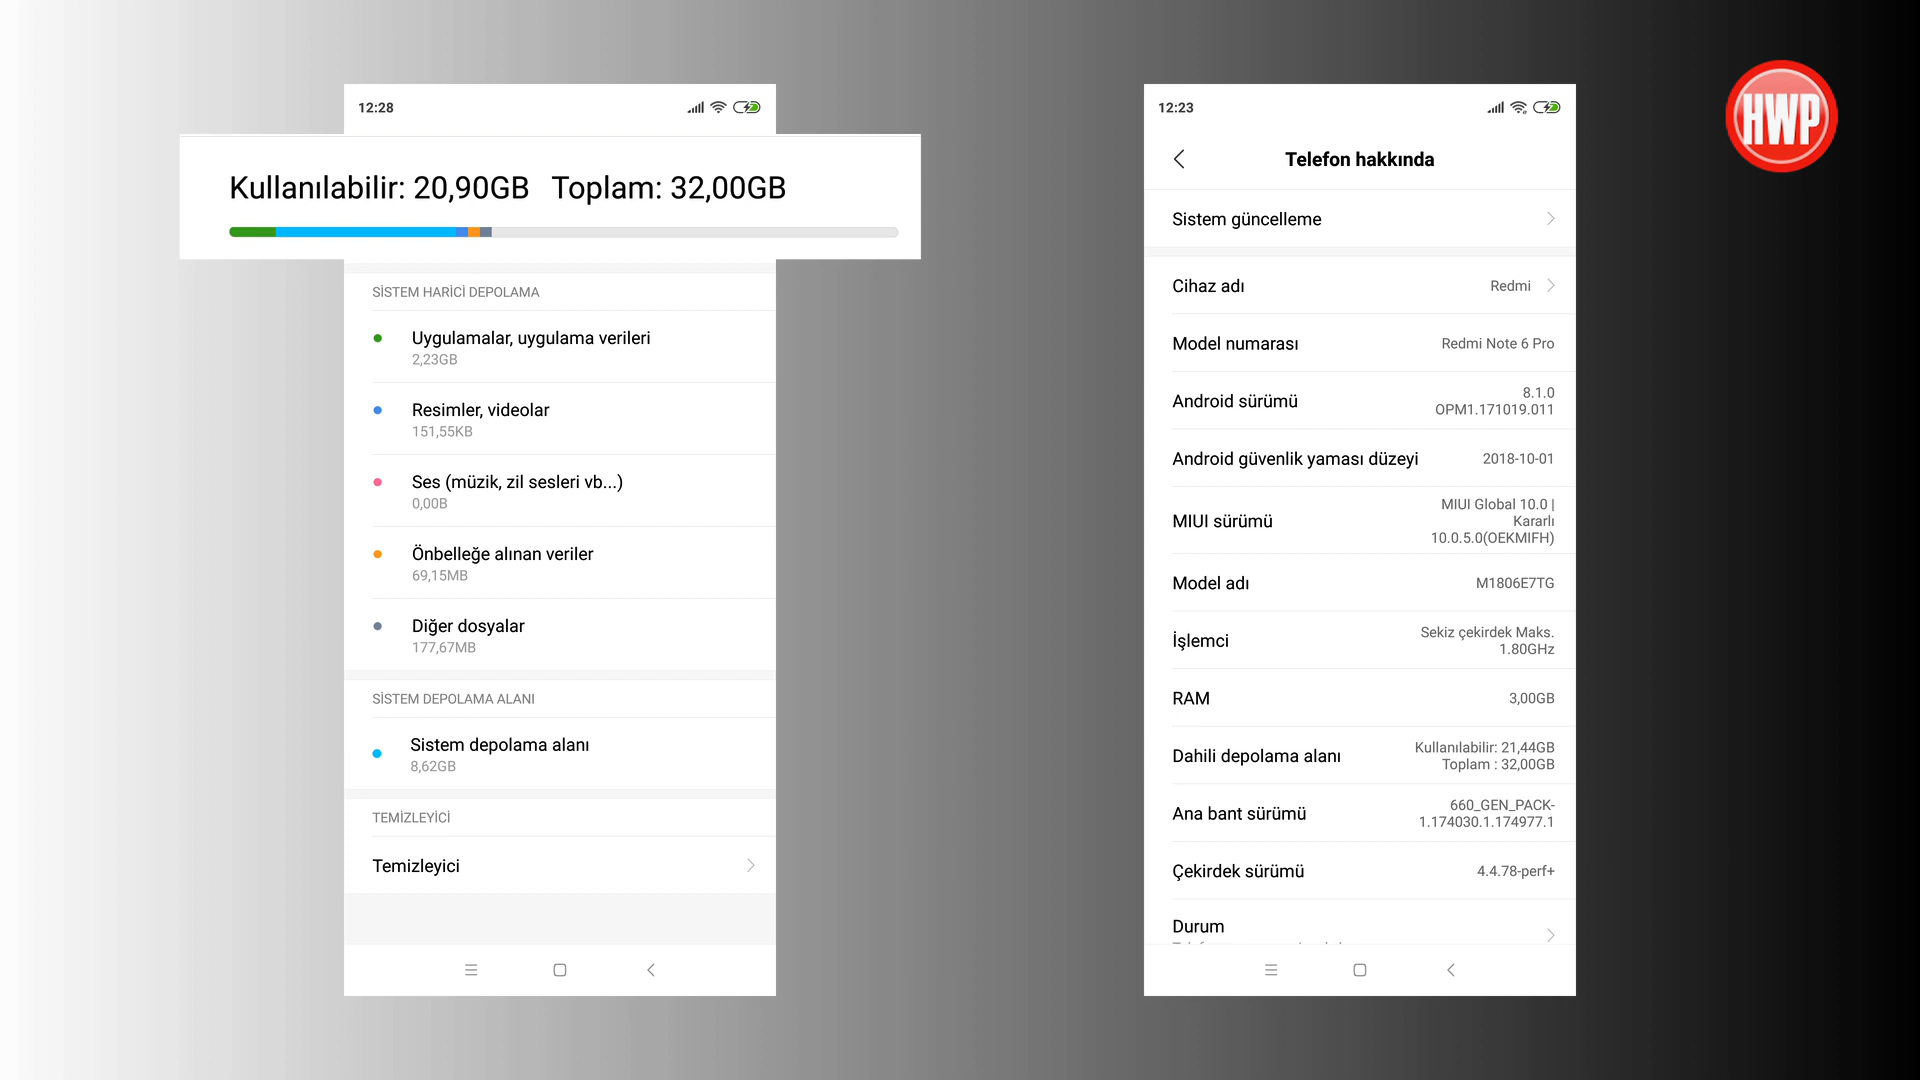 12:28
Kullanılabilir: 20,90GB Toplam: 32,00GB
SİSTEM HARİCİ DEPOLAMA
Uygulamalar, uygulama verileri
2,23GB
Resimler, videolar
151,55KB
Ses (müzik, zil sesleri vb...)
0,00B
Önbelleğe alınan veriler
69,15MB
Diğer dosyalar
177,67MB
SİSTEM DEPOLAMA ALANI
Sistem depolama alanı
8,62GB
TEMİZLEYİCİ
Temizleyici
12:23
Telefon hakkında
Sistem güncelleme
Cihaz adı Redmi
Model numarası Redmi Note 6 Pro
Android sürümü 8.1.0
OPM1.171019.011
Android güvenlik yaması düzeyi 2018-10-01
MIUI sürümü MIUI Global 10.0 |
Kararlı
10.0.5.0(OEKMIFH)
Model adı M1806E7TG
İşlemci Sekiz çekirdek Maks.
1.80GHz
RAM 3,00GB
Dahili depolama alanı Kullanılabilir: 21,44GB
Toplam : 32,00GB
Ana bant sürümü 660_GEN_PACK-
1.174030.1.174977.1
Çekirdek sürümü 4.4.78-perf+
Durum
HWP